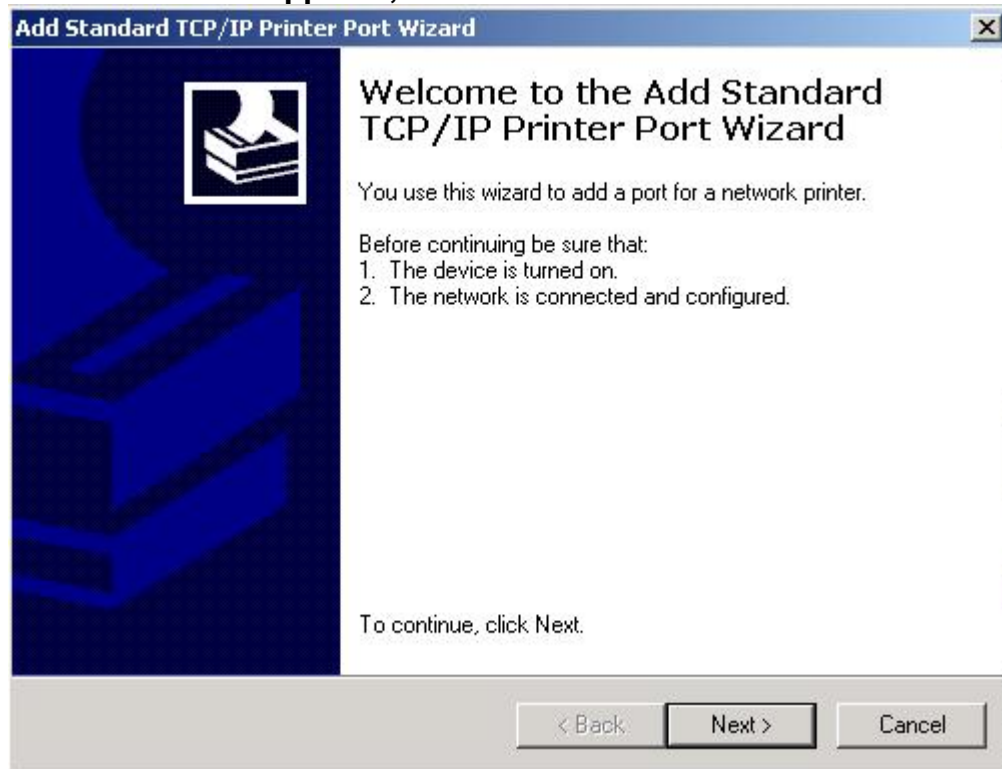 Add Standard TCP/IP Printer Port Wizard
Welcome to the Add Standard
TCP/IP Printer Port Wizard
You use this wizard to add a port for a network printer.
Before continuing be sure that:
1. The device is turned on.
2. The network is connected and configured.
To continue, click Next.
< Back
Next >
Cancel